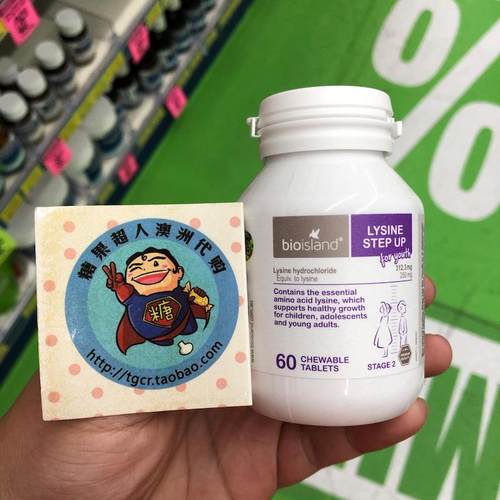 糖果超人澳洲代购
糖
http://tgcr.taobao.com
bioisland
LYSINE
STEP UP
for youth
Lysine hydrochloride 312.3mg
Equiv. to lysine 250 mg
Contains the essential
amino acid lysine, which
supports healthy growth
for children, adolescents
and young adults.
60 CHEWABLE
TABLETS
STAGE 2
%